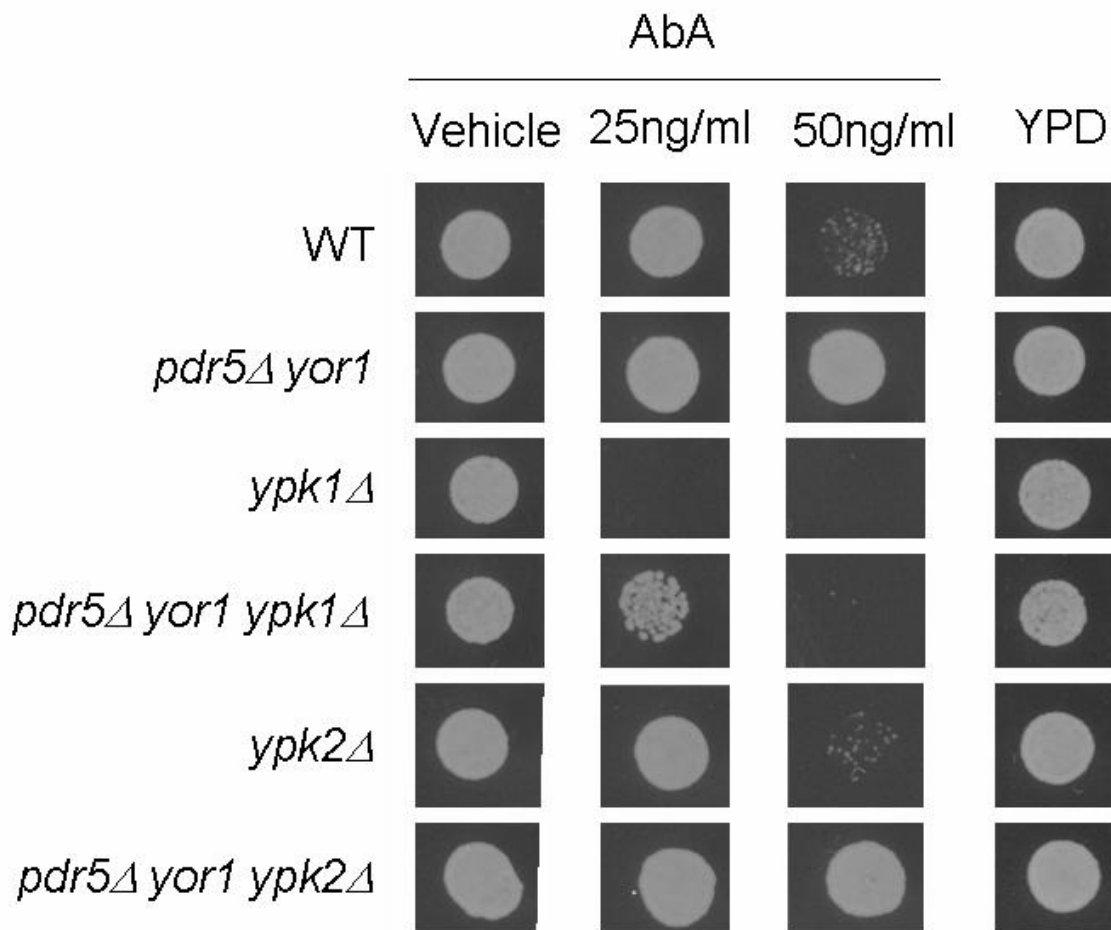 AbA
Vehicle 25ng/ml 50ng/ml YPD
WT
pdr5Δ yor1
ypk1Δ
pdr5Δ yor1 ypk1Δ
ypk2Δ
pdr5Δ yor1 ypk2Δ